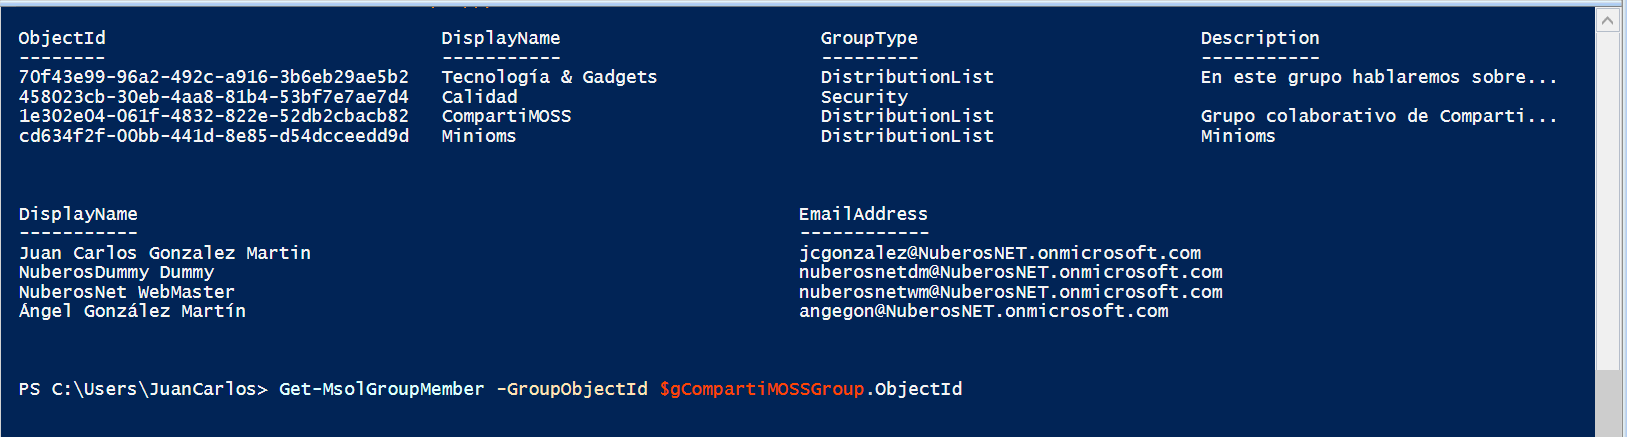 ObjectId DisplayName GroupType Description
-------- ----------- --------- -----------
70f43e99-96a2-492c-a916-3b6eb29ae5b2 Tecnología & Gadgets DistributionList En este grupo hablaremos sobre...
458023cb-30eb-4aa8-81b4-53bf7e7ae7d4 Calidad Security
1e302e04-061f-4832-822e-52db2cbacb82 CompartiMOSS DistributionList Grupo colaborativo de Comparti...
cd634f2f-00bb-441d-8e85-d54dcceedd9d Minioms DistributionList Minioms
DisplayName EmailAddress
----------- ------------
Juan Carlos Gonzalez Martin jcgonzalez@NuberosNET.onmicrosoft.com
NuberosDummy Dummy nuberosnetdm@NuberosNET.onmicrosoft.com
NuberosNet WebMaster nuberosnetwm@NuberosNET.onmicrosoft.com
Ángel González Martín angegon@NuberosNET.onmicrosoft.com
PS C:\Users\JuanCarlos> Get-MsolGroupMember -GroupObjectId $gCompartiMOSSGroup.ObjectId